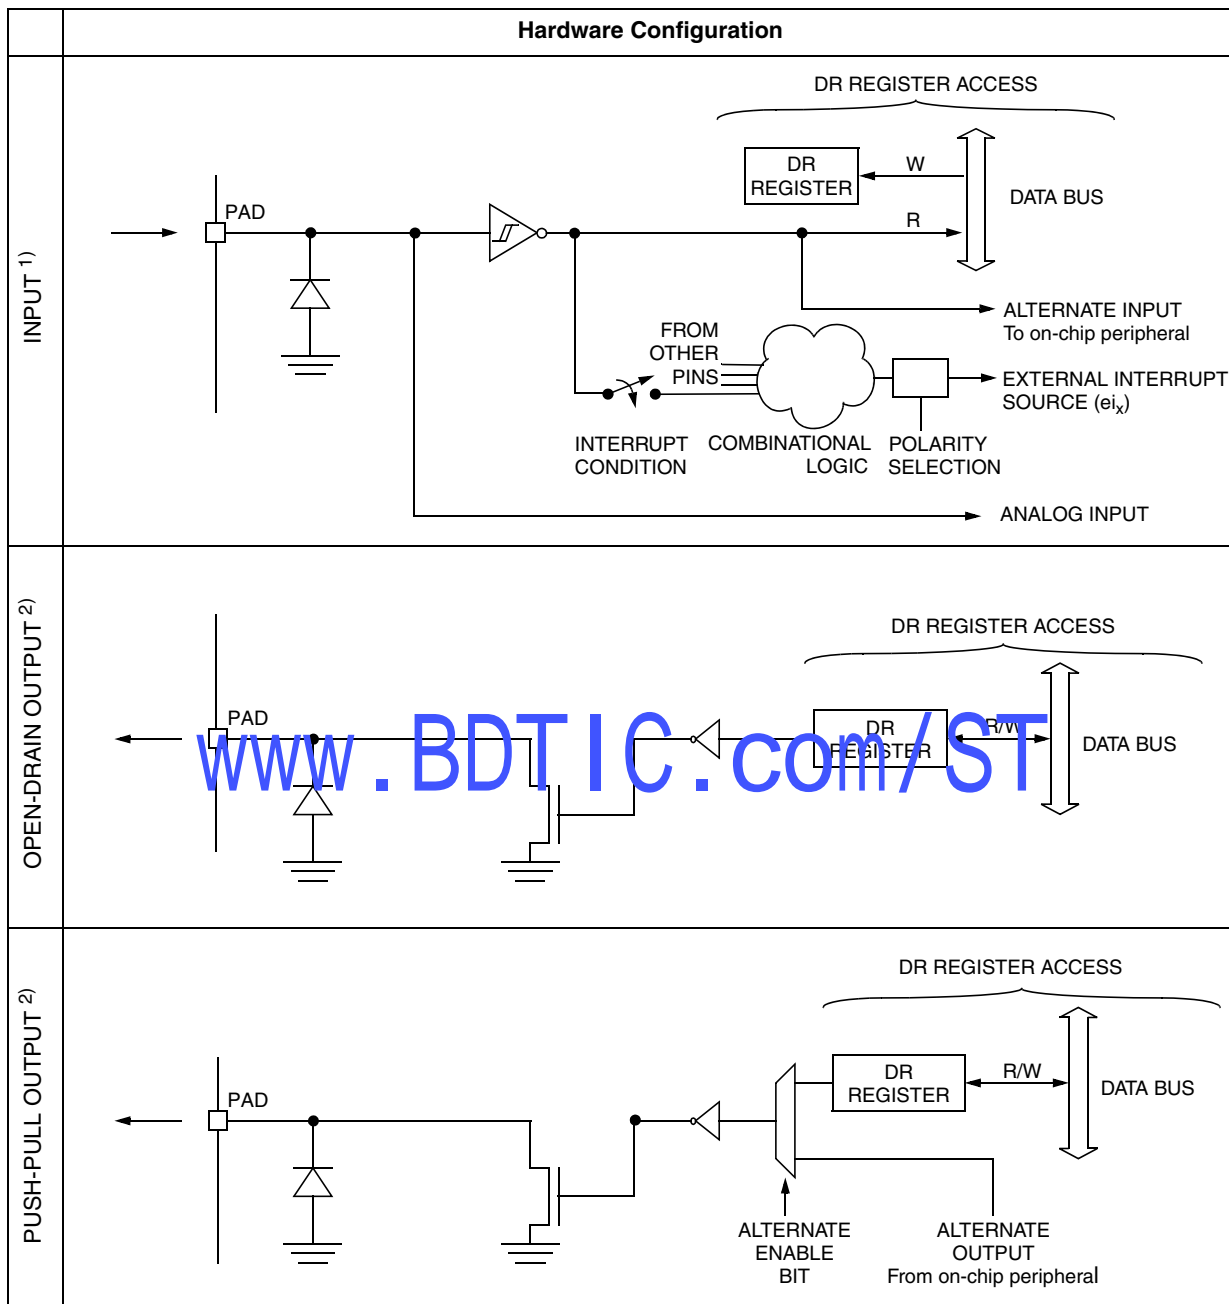 Hardware Configuration
INPUT 1)
DR REGISTER ACCESS
DR
REGISTER
W
R
DATA BUS
PAD
ALTERNATE INPUT
To on-chip peripheral
FROM
OTHER
PINS
EXTERNAL INTERRUPT
SOURCE (eix)
INTERRUPT
CONDITION
COMBINATIONAL
LOGIC
POLARITY
SELECTION
ANALOG INPUT
OPEN-DRAIN OUTPUT 2)
DR REGISTER ACCESS
PAD
DR
REGISTER
R/W
DATA BUS
www.BDTIC.com/ST
PUSH-PULL OUTPUT 2)
DR REGISTER ACCESS
PAD
DR
REGISTER
R/W
DATA BUS
ALTERNATE
ENABLE
BIT
ALTERNATE
OUTPUT
From on-chip peripheral